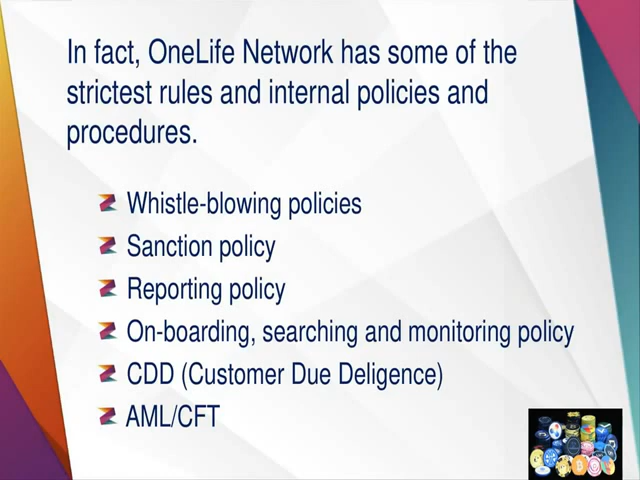 In fact, OneLife Network has some of the
strictest rules and internal policies and
procedures.
Whistle-blowing policies
Sanction policy
Reporting policy
On-boarding, searching and monitoring policy
CDD (Customer Due Deligence)
AML/CFT